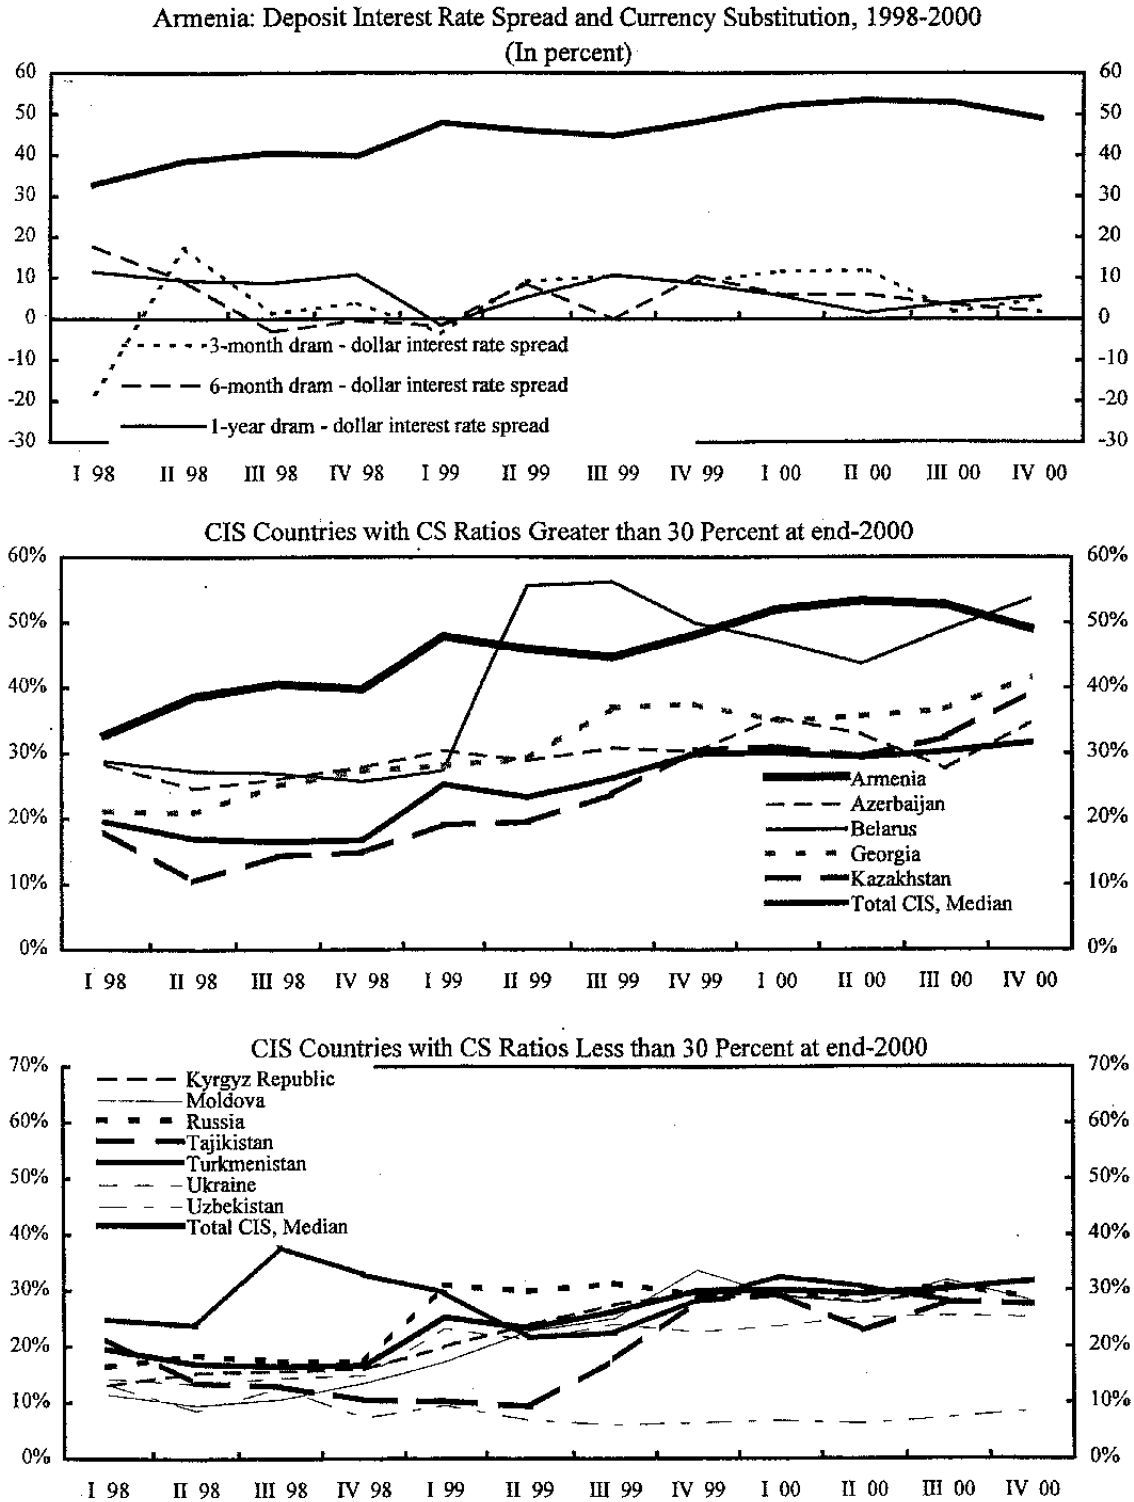 Armenia: Deposit Interest Rate Spread and Currency Substitution, 1998-2000
(In percent)
60 60
50 50
40 40
30 30
20 20
10 10
0 0
3-month dram - dollar interest rate spread
-10 -10
6-month dram - dollar interest rate spread
-20 -20
1-year dram - dollar interest rate spread
-30 -30
I 98 II 98 III 98 IV 98 I 99 II 99 III 99 IV 99 I 00 II 00 III 00 IV 00
CIS Countries with CS Ratios Greater than 30 Percent at end-2000
60% 60%
50% 50%
40% 40%
30% 30%
Armenia
Azerbaijan
20% 20%
Belarus
Georgia
Kazakhstan
10% 10%
Total CIS, Median
0% 0%
I 98 II 98 III 98 IV 98 I 99 II 99 III 99 IV 99 I 00 II 00 III 00 IV 00
CIS Countries with CS Ratios Less than 30 Percent at end-2000
70% 70%
Kyrgyz Republic
Moldova
60% 60%
Russia
Tajikistan
Turkmenistan
50% 50%
Ukraine
Uzbekistan
Total CIS, Median
40% 40%
30% 30%
20% 20%
10% 10%
0% 0%
I 98 II 98 III 98 IV 98 I 99 II 99 III 99 IV 99 I 00 II 00 III 00 IV 00